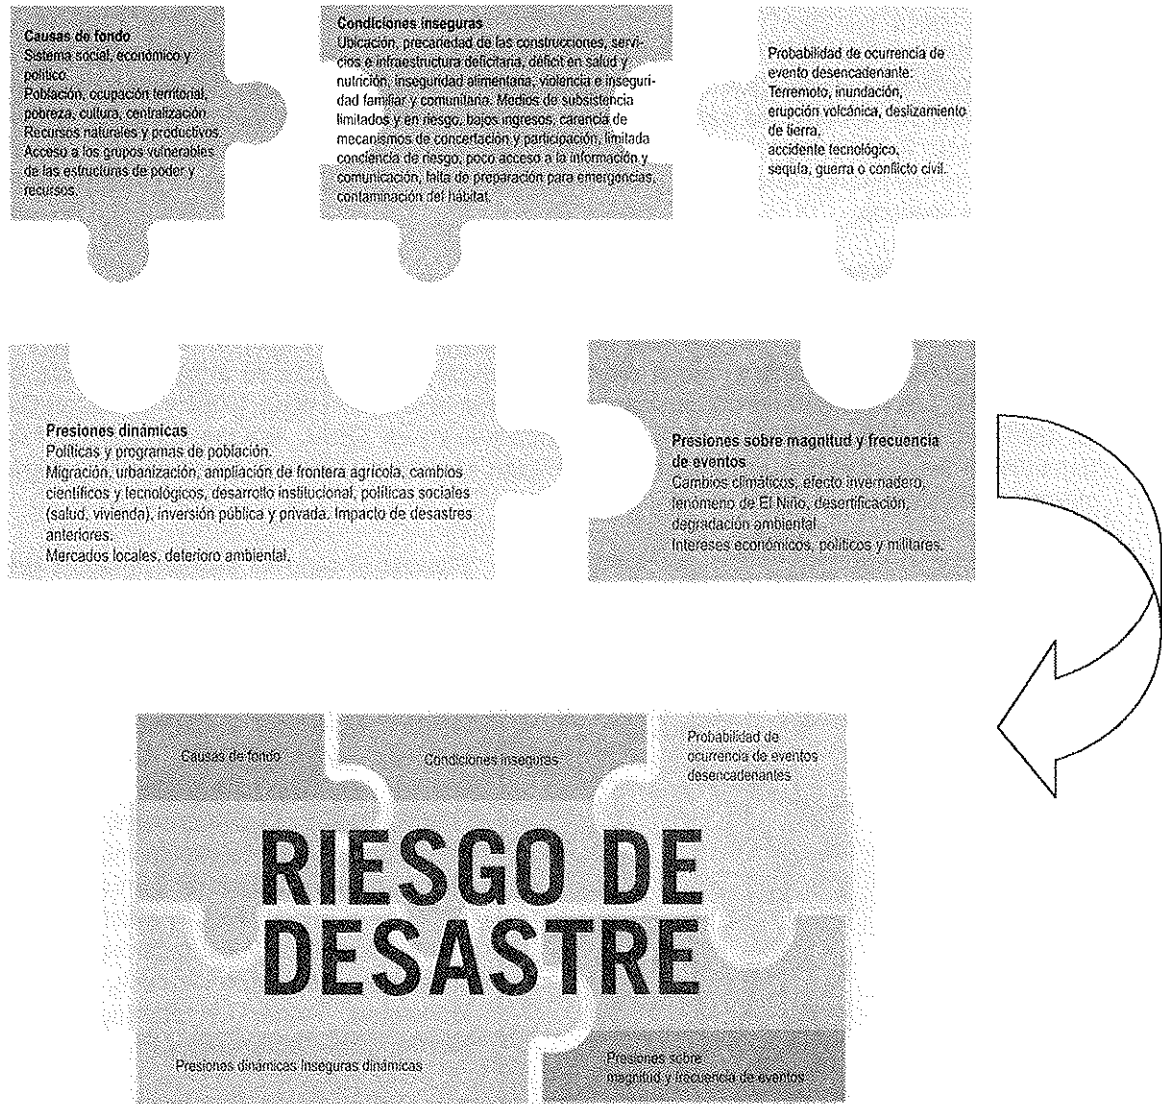 Causas de fondo
Sistema social, económico y
político.
Población, ocupación territorial,
pobreza, cultura, centralización.
Recursos naturales y productivos.
Acceso a los grupos vulnerables
de las estructuras de poder y
recursos.
Condiciones inseguras
Ubicación, precariedad de las construcciones, servi-
cios e infraestructura deficitaria, déficit en salud y
nutrición, inseguridad alimentaria, violencia e inseguri-
dad familiar y comunitaria. Medios de subsistencia
limitados y en riesgo, bajos ingresos, carencia de
mecanismos de concertación y participación, limitada
conciencia de riesgo, poco acceso a la información y
comunicación, falta de preparación para emergencias,
contaminación del hábitat.
Probabilidad de ocurrencia de
evento desencadenante:
Terremoto, inundación,
erupción volcánica, deslizamiento
de tierra,
accidente tecnológico,
sequía, guerra o conflicto civil.
Presiones dinámicas
Políticas y programas de población.
Migración, urbanización, ampliación de frontera agrícola, cambios
científicos y tecnológicos, desarrollo institucional, políticas sociales
(salud, vivienda), inversión pública y privada. Impacto de desastres
anteriores.
Mercados locales, deterioro ambiental.
Presiones sobre magnitud y frecuencia
de eventos
Cambios climáticos, efecto invernadero,
fenómeno de El Niño, desertificación,
degradación ambiental
Intereses económicos, políticos y militares.
Causas de fondo
Condiciones inseguras
Probabilidad de
ocurrencia de eventos
desencadenantes
RIESGO DE
DESASTRE
Presiones dinámicas Inseguras dinámicas
Presiones sobre
magnitud y frecuencia de eventos